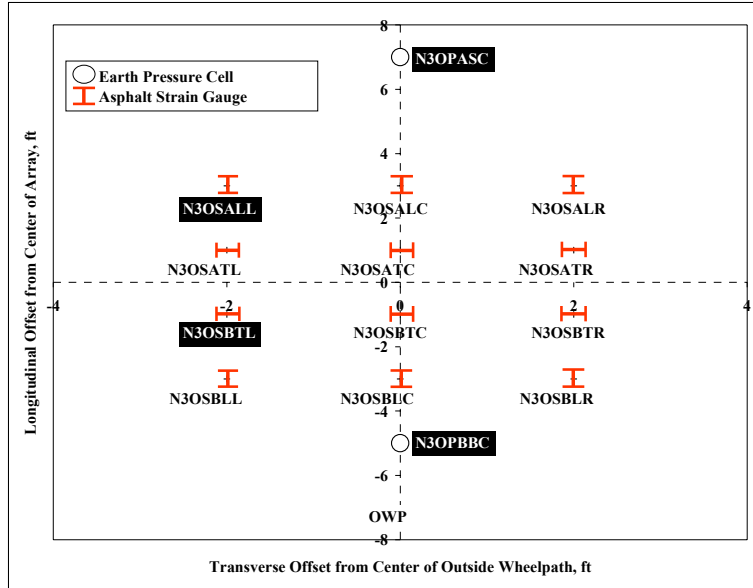 8
N3OPASC
Earth Pressure Cell
Asphalt Strain Gauge
6
4
N3OSALL
N3OSALC
N3OSALR
2
N3OSATL
N3OSATC
N3OSATR
0
-4
-2
0
2
4
N3OSBTL
N3OSBTC
N3OSBTR
-2
N3OSBLL
N3OSBLC
N3OSBLR
-4
N3OPBBC
-6
OWP
-8
Longitudinal Offset from Center of Array, ft
Transverse Offset from Center of Outside Wheelpath, ft